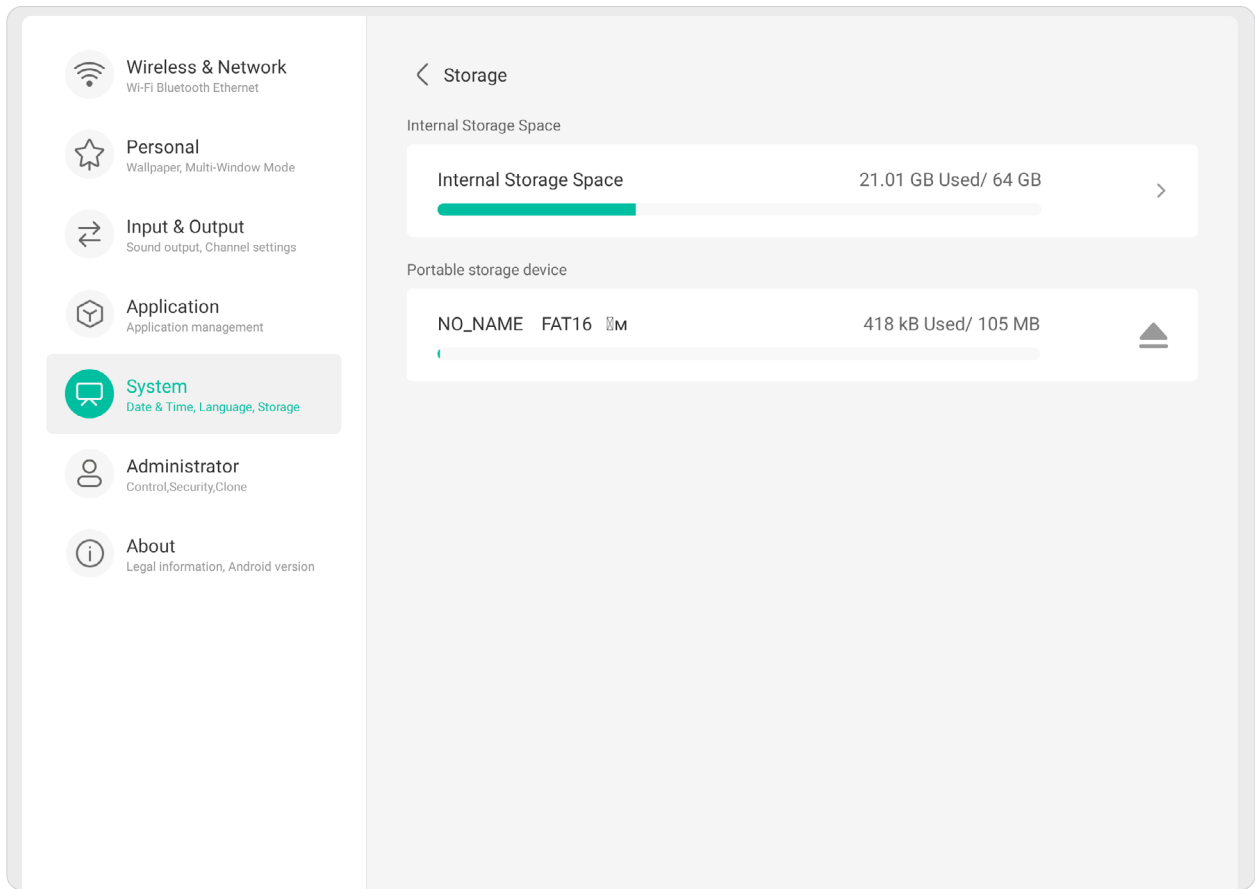 Wireless & Network
Wi-Fi Bluetooth Ethernet
Personal
Wallpaper, Multi-Window Mode
Input & Output
Sound output, Channel settings
Application
Application management
System
Date & Time, Language, Storage
Administrator
Control,Security,Clone
About
Legal information, Android version
Storage
Internal Storage Space
Internal Storage Space 21.01 GB Used/ 64 GB
Portable storage device
NO_NAME FAT16 418 kB Used/ 105 MB